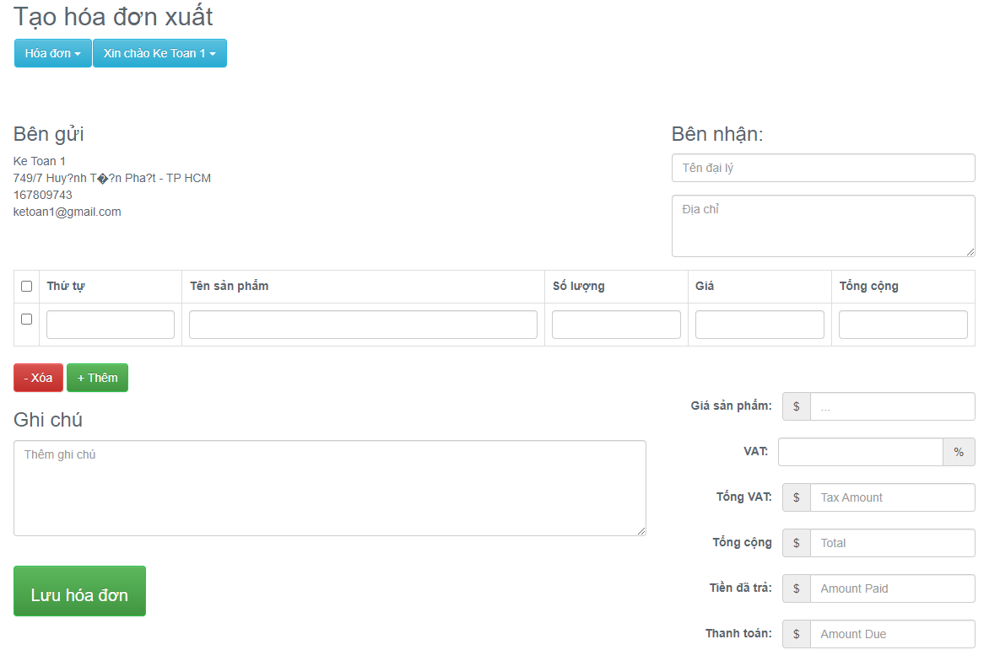 Tạo hóa đơn xuất
Hóa đơn
Xin chào Ke Toan 1
Bên gửi
Ke Toan 1
749/7 Huy?nh T�?n Pha?t - TP HCM
167809743
ketoan1@gmail.com
Bên nhận:
Tên đại lý
Địa chỉ
Thứ tự Tên sản phẩm Số lượng Giá Tổng cộng
- Xóa
+ Thêm
Ghi chú
Thêm ghi chú
Lưu hóa đơn
Giá sản phẩm: $ ...
VAT: %
Tổng VAT: $ Tax Amount
Tổng cộng $ Total
Tiền đã trả: $ Amount Paid
Thanh toán: $ Amount Due